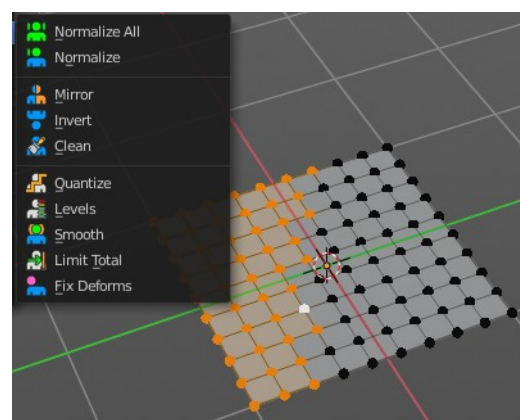 Normalize All
Normalize
Mirror
Invert
Clean
Quantize
Levels
Smooth
Limit Total
Fix Deforms